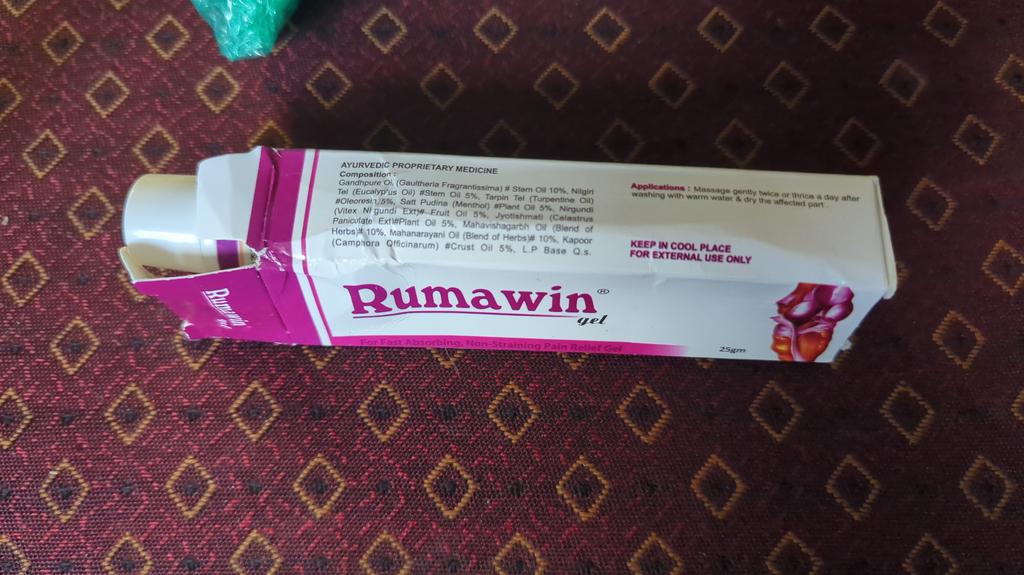 AYURVEDIC PROPRIETARY MEDICINE
Composition :
Gandhpure Oil (Gaultheria Fragrantissima) # Stem Oil 10%, Nilgiri
Tel (Eucalyptus Oil) #Stem Oil 5%, Tarpin Tel (Turpentine Oil)
#Oleoresin 5%, Satt Pudina (Menthol) #Plant Oil 5%, Nirgundi
(Vitex Nigundi Ext)# Fruit Oil 5%, Jyotishmati (Celastrus
Paniculate Ext)#Plant Oil 5%, Mahavishagarbh Oil (Blend of
Herbs)# 10%, Mahanarayani Oil (Blend of Herbs)# 10%, Kapoor
(Camphora Officinarum) #Crust Oil 5%, L.P Base Q.s.
Applications : Massage gently twice or thrice a day after
washing with warm water & dry the affected part .
KEEP IN COOL PLACE
FOR EXTERNAL USE ONLY
Rumawin®
gel
For Fast Absorbing, Non-Straining Pain Relief Gel
25gm
Rumawin
gel